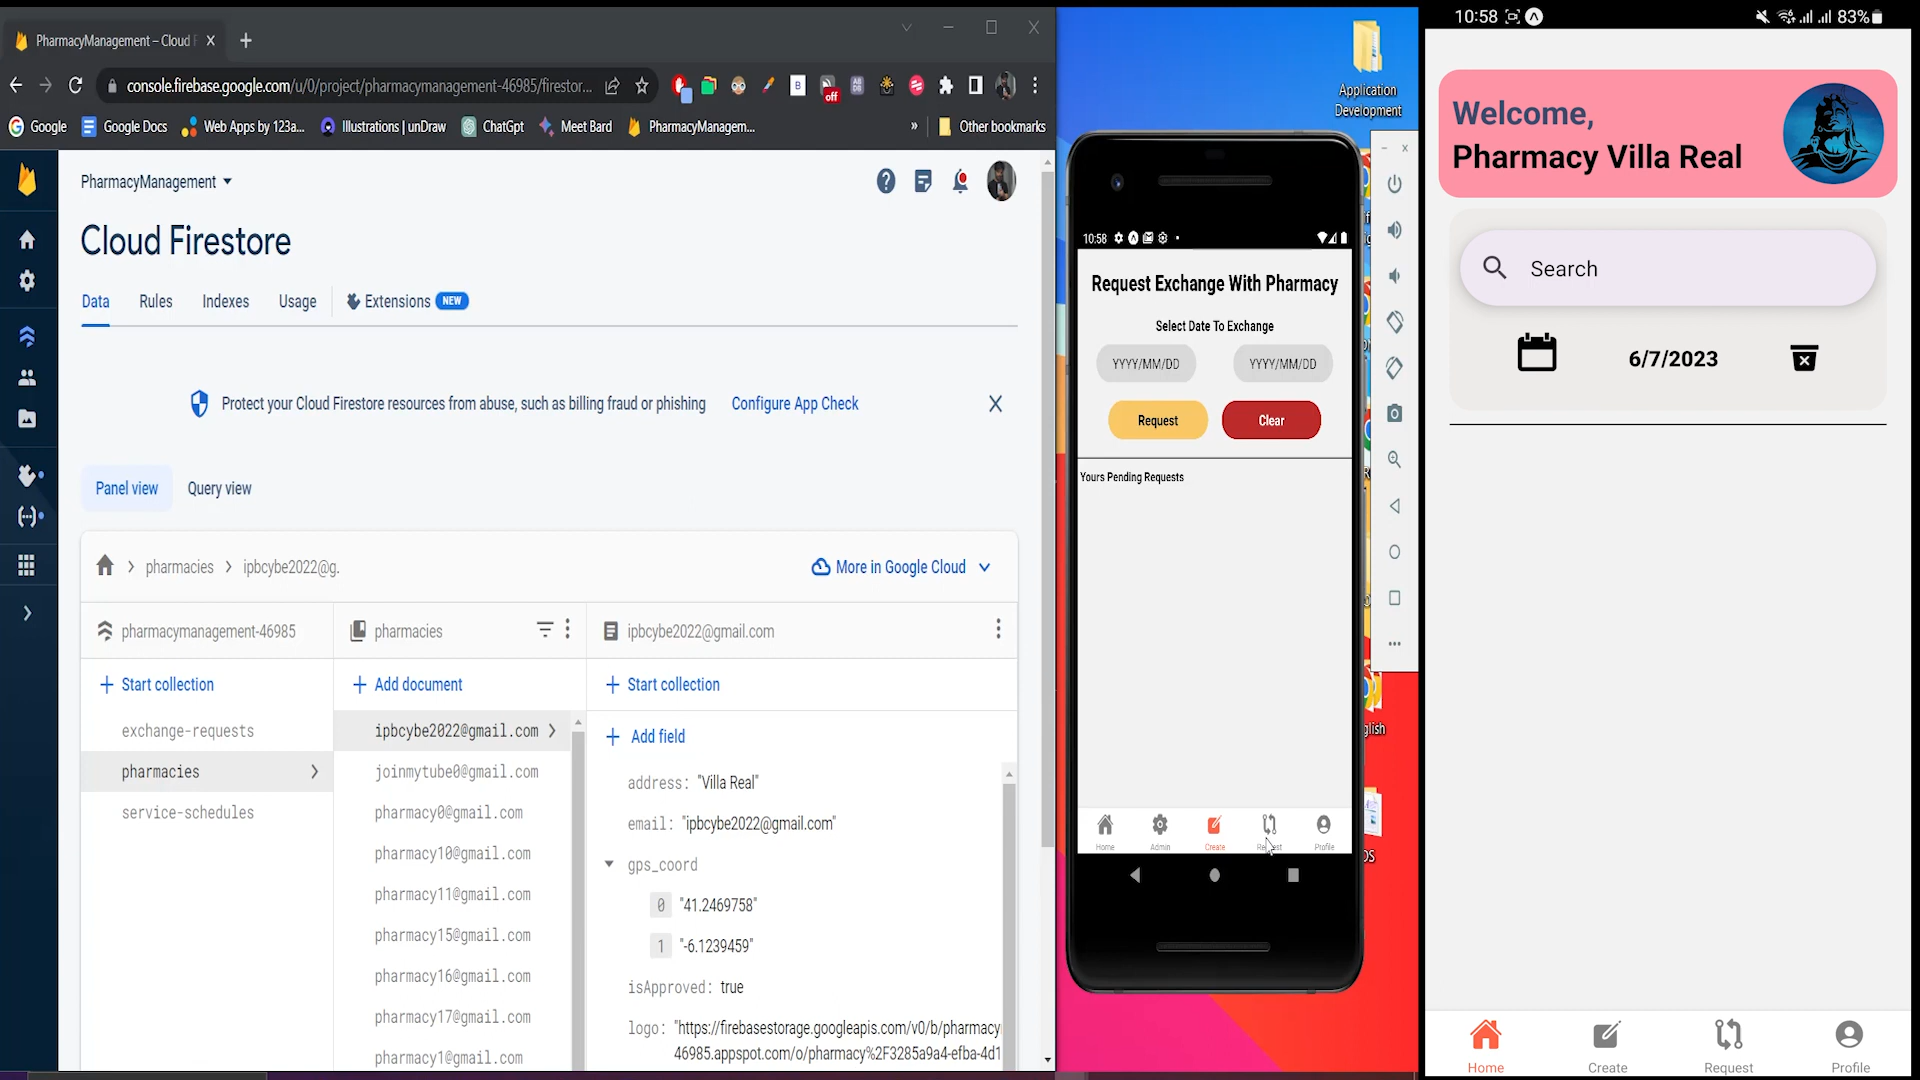 PharmacyManagement – Cloud F
console.firebase.google.com/u/0/project/pharmacymanagement-46985/firestor...
off
Google
Google Docs
Web Apps by 123a...
Illustrations | unDraw
ChatGpt
Meet Bard
PharmacyManagem...
»
Other bookmarks
PharmacyManagement
Cloud Firestore
Data
Rules
Indexes
Usage
Extensions
NEW
Protect your Cloud Firestore resources from abuse, such as billing fraud or phishing
Configure App Check
Panel view
Query view
pharmacies
ipbcybe2022@g.
More in Google Cloud
pharmacymanagement-46985
pharmacies
ipbcybe2022@gmail.com
Start collection
Add document
Start collection
exchange-requests
pharmacies
service-schedules
ipbcybe2022@gmail.com
joinmytube0@gmail.com
pharmacy0@gmail.com
pharmacy10@gmail.com
pharmacy11@gmail.com
pharmacy15@gmail.com
pharmacy16@gmail.com
pharmacy17@gmail.com
pharmacy1@gmail.com
Add field
address: "Villa Real"
email: "ipbcybe2022@gmail.com"
gps_coord
0 "41.2469758"
1 "-6.1239459"
isApproved: true
logo: "https://firebasestorage.googleapis.com/v0/b/pharmacy
46985.appspot.com/o/pharmacy%2F3285a9a4-efba-4d1
Application
Development
glish
10:58
Request Exchange With Pharmacy
Select Date To Exchange
YYYY/MM/DD
YYYY/MM/DD
Request
Clear
Yours Pending Requests
Home
Admin
Create
Request
Profile
10:58
83%
Welcome,
Pharmacy Villa Real
Search
6/7/2023
Home
Create
Request
Profile